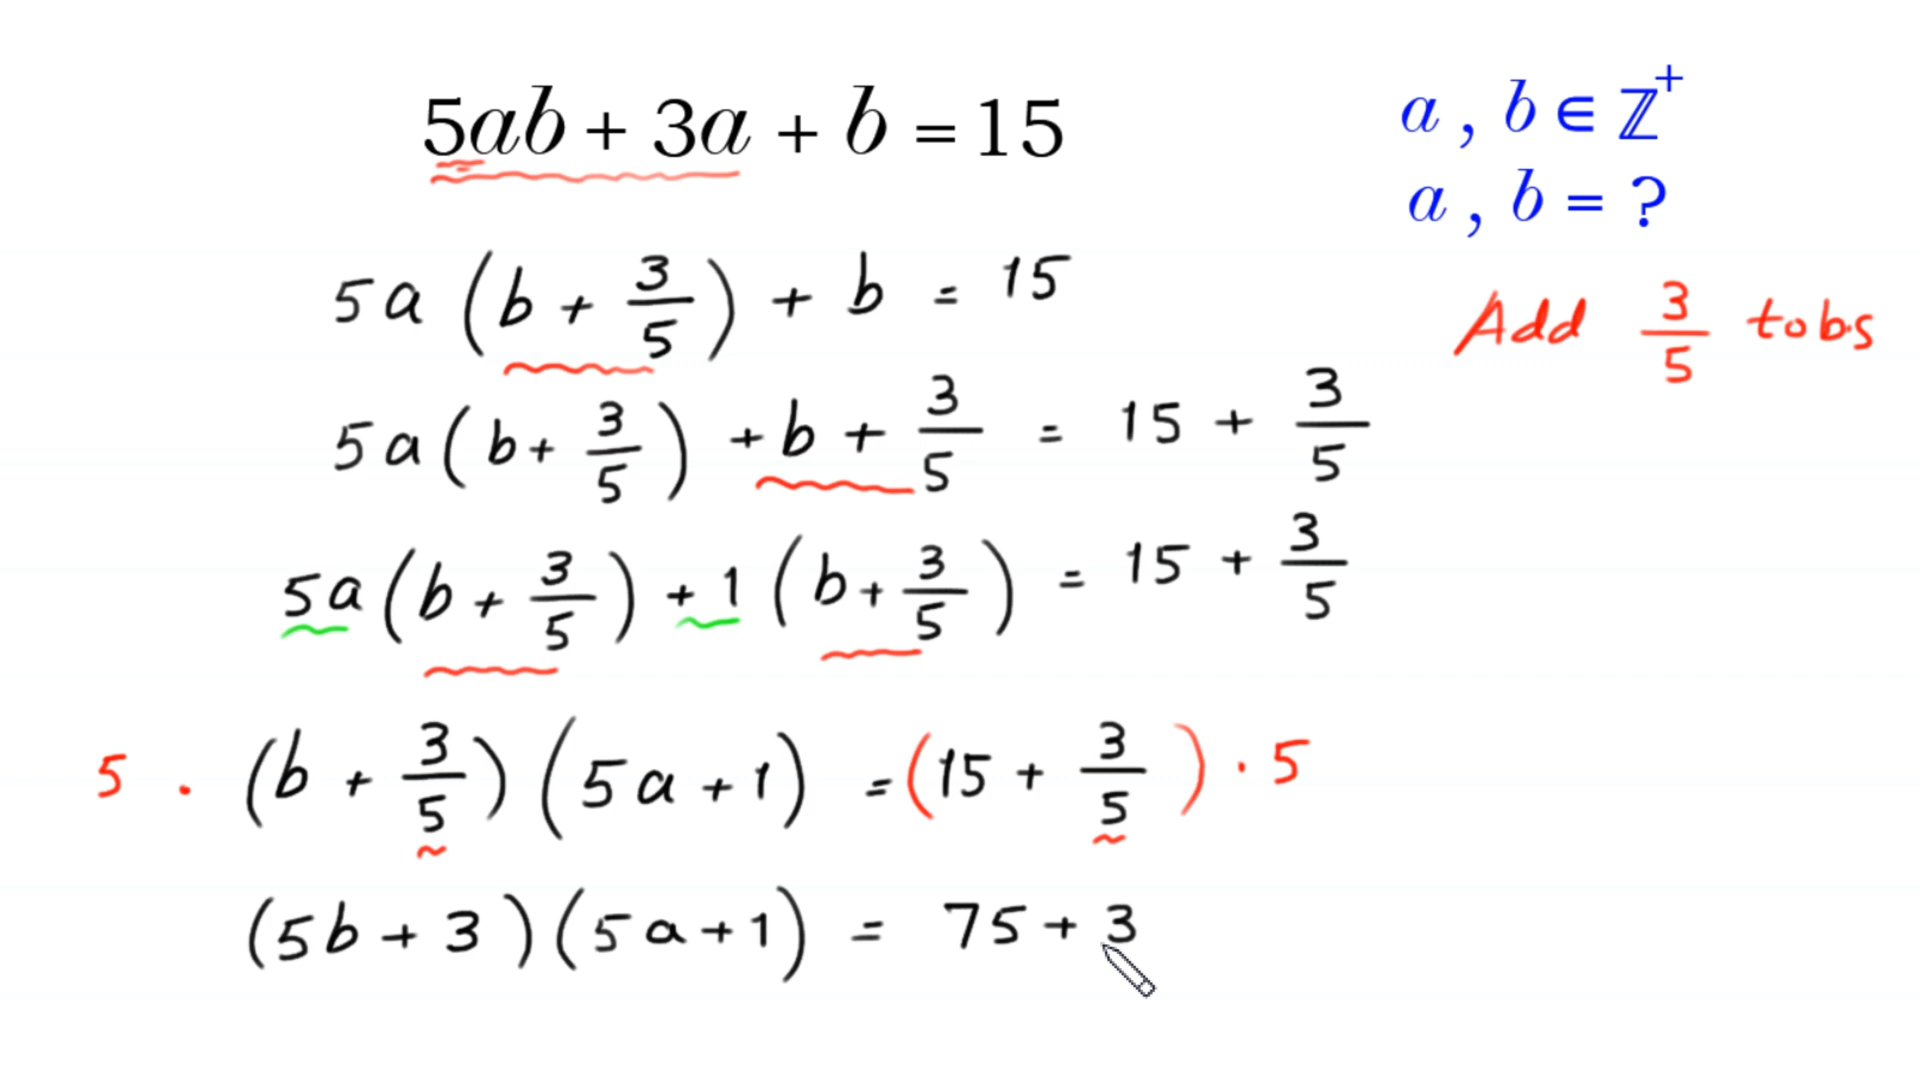 5ab + 3a + b = 15
a , b ∈ ℤ⁺
a , b = ?
5a (b + 3/5) + b = 15
Add 3/5 to b.s
5a (b + 3/5) + b + 3/5 = 15 + 3/5
5a (b + 3/5) + 1 (b + 3/5) = 15 + 3/5
5 . (b + 3/5) (5a + 1) = (15 + 3/5) . 5
(5b + 3) (5a + 1) = 75 + 3